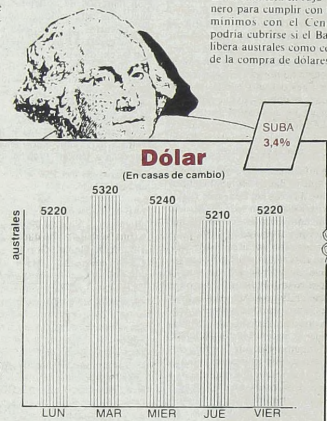 nero para cumplir con
mínimos con el Cen
podría cubrirse si el Ba
libera australes como co
de la compra de dólares
SUBA
3,4%
Dólar
(En casas de cambio)
australes
5220
5320
5240
5210
5220
LUN
MAR
MIER
JUE
VIER